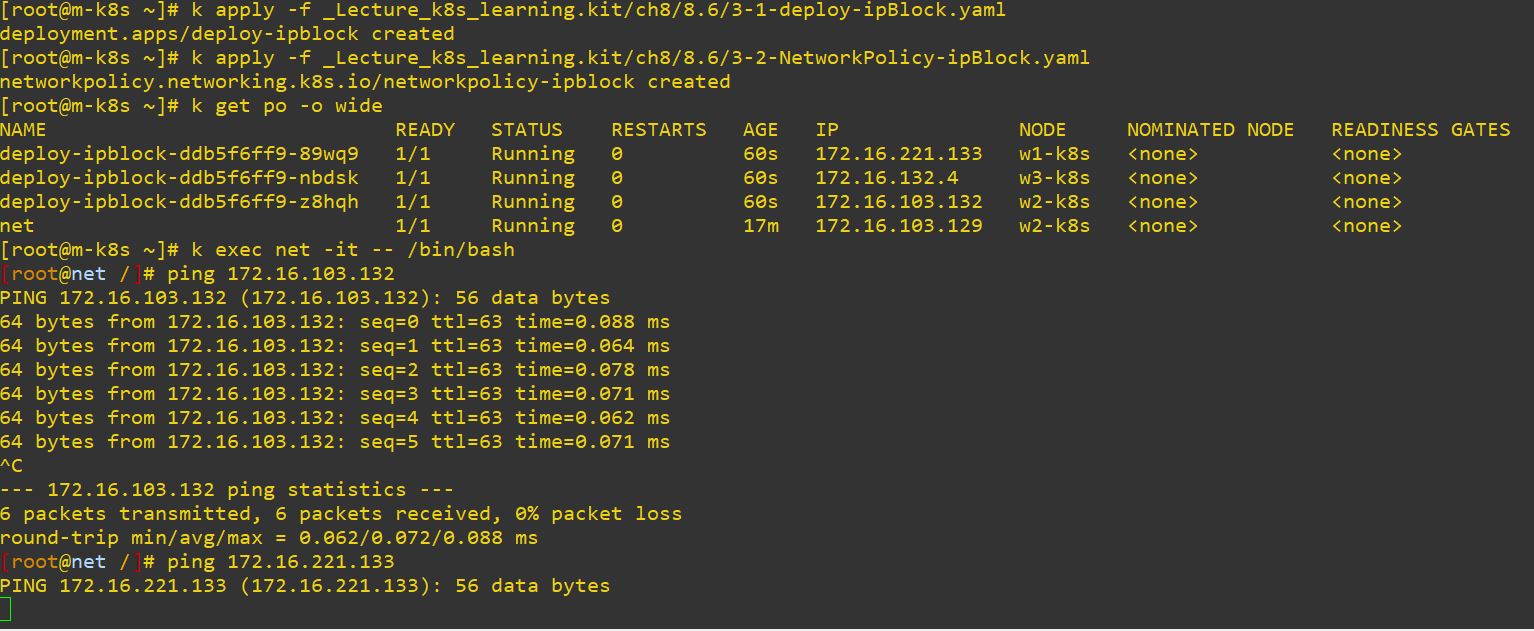 [root@m-k8s ~]# k apply -f _Lecture_k8s_learning.kit/ch8/8.6/3-1-deploy-ipBlock.yaml
deployment.apps/deploy-ipblock created
[root@m-k8s ~]# k apply -f _Lecture_k8s_learning.kit/ch8/8.6/3-2-NetworkPolicy-ipBlock.yaml
networkpolicy.networking.k8s.io/networkpolicy-ipblock created
[root@m-k8s ~]# k get po -o wide
NAME READY STATUS RESTARTS AGE IP NODE NOMINATED NODE READINESS GATES
deploy-ipblock-ddb5f6ff9-89wq9 1/1 Running 0 60s 172.16.221.133 w1-k8s <none> <none>
deploy-ipblock-ddb5f6ff9-nbdsk 1/1 Running 0 60s 172.16.132.4 w3-k8s <none> <none>
deploy-ipblock-ddb5f6ff9-z8hqh 1/1 Running 0 60s 172.16.103.132 w2-k8s <none> <none>
net 1/1 Running 0 17m 172.16.103.129 w2-k8s <none> <none>
[root@m-k8s ~]# k exec net -it -- /bin/bash
[root@net /]# ping 172.16.103.132
PING 172.16.103.132 (172.16.103.132): 56 data bytes
64 bytes from 172.16.103.132: seq=0 ttl=63 time=0.088 ms
64 bytes from 172.16.103.132: seq=1 ttl=63 time=0.064 ms
64 bytes from 172.16.103.132: seq=2 ttl=63 time=0.078 ms
64 bytes from 172.16.103.132: seq=3 ttl=63 time=0.071 ms
64 bytes from 172.16.103.132: seq=4 ttl=63 time=0.062 ms
64 bytes from 172.16.103.132: seq=5 ttl=63 time=0.071 ms
^C
--- 172.16.103.132 ping statistics ---
6 packets transmitted, 6 packets received, 0% packet loss
round-trip min/avg/max = 0.062/0.072/0.088 ms
[root@net /]# ping 172.16.221.133
PING 172.16.221.133 (172.16.221.133): 56 data bytes